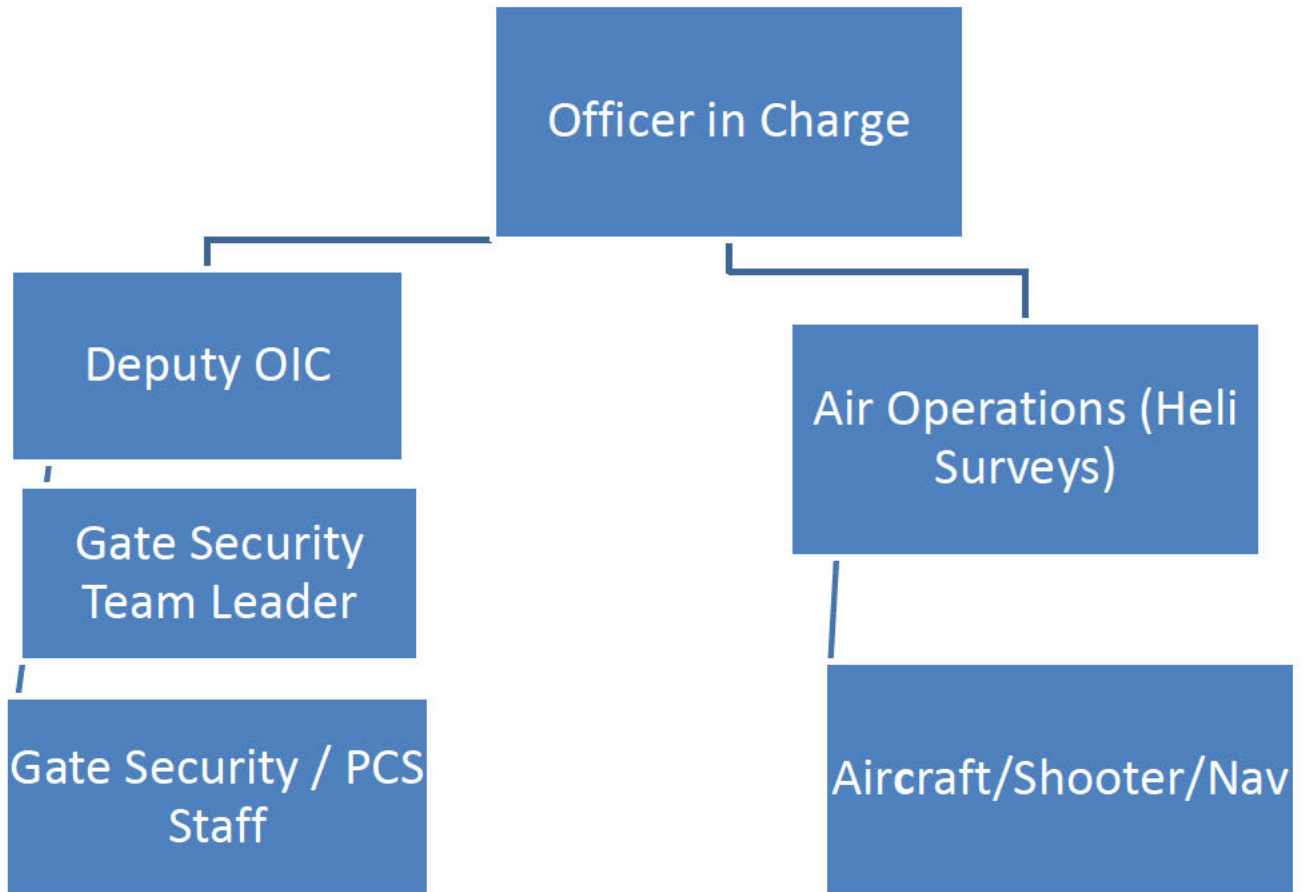 Officer in Charge
Deputy OIC
Air Operations (Heli
Surveys)
Gate Security
Team Leader
Gate Security / PCS
Staff
Aircraft/Shooter/Nav